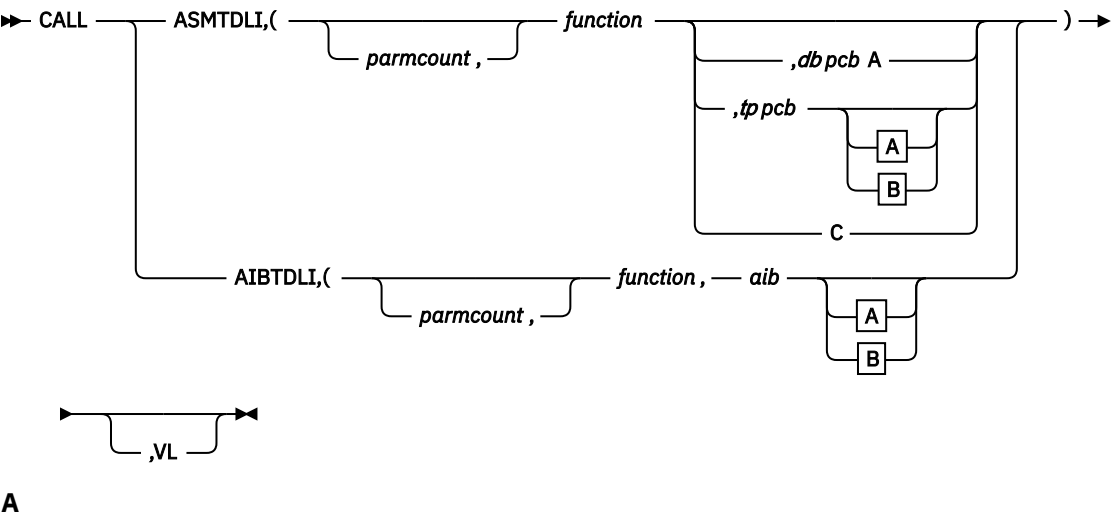 CALL ASMTDLI,( function )
parmcount , ,db pcb A
,tp pcb
A
B
C
AIBTDLI,( function , aib
parmcount , A
B
,VL
A